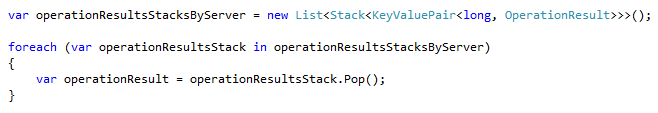 var operationResultsStacksByServer = new List<Stack<KeyValuePair<long, OperationResult>>>();
foreach (var operationResultsStack in operationResultsStacksByServer)
{
    var operationResult = operationResultsStack.Pop();
}